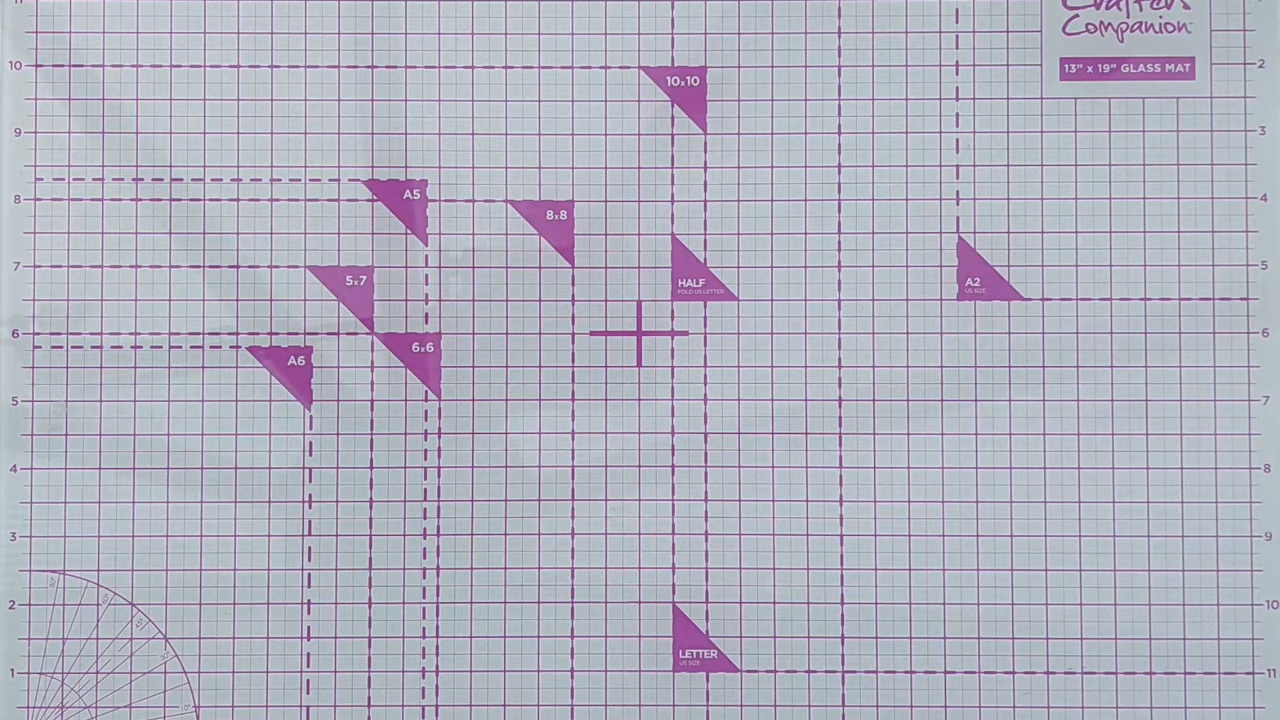 11
Crafter's
Companion
13" x 19" GLASS MAT
10
10x10
2
9
3
A5
8
8x8
4
7
5x7
HALF
FOLD US LETTER
A2
US SIZE
5
6
6x6
6
A6
5
7
4
8
3
9
2
10
LETTER
US SIZE
1
11